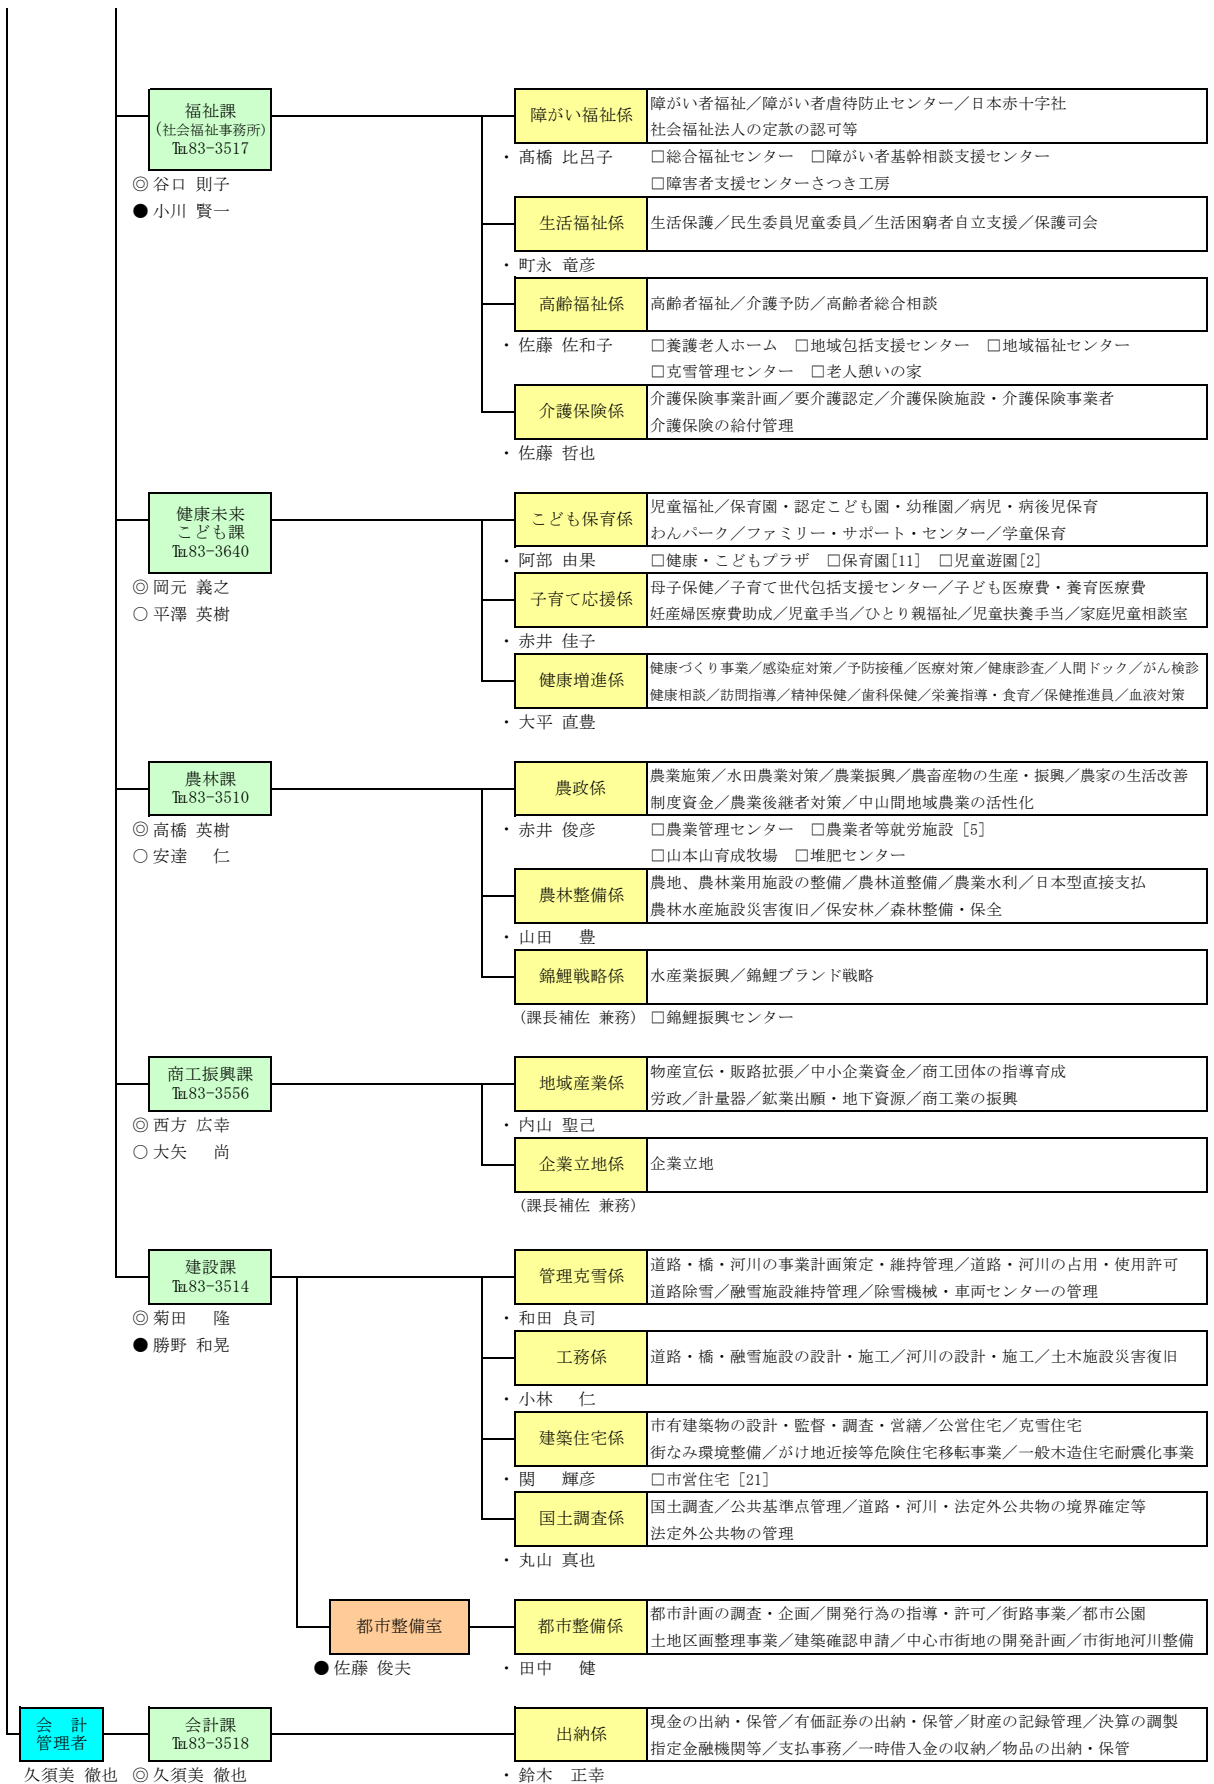 福祉課
(社会福祉事務所)
℡83-3517
◎ 谷口 則子
● 小川 賢一
障がい福祉係
障がい者福祉／障がい者虐待防止センター／日本赤十字社
社会福祉法人の定款の認可等
・ 髙橋 比呂子 □総合福祉センター □障がい者基幹相談支援センター
□障害者支援センターさつき工房
生活福祉係
生活保護／民生委員児童委員／生活困窮者自立支援／保護司会
・ 町永 竜彦
高齢福祉係
高齢者福祉／介護予防／高齢者総合相談
・ 佐藤 佐和子 □養護老人ホーム □地域包括支援センター □地域福祉センター
□克雪管理センター □老人憩いの家
介護保険係
介護保険事業計画／要介護認定／介護保険施設・介護保険事業者
介護保険の給付管理
・ 佐藤 哲也
健康未来
こども課
℡83-3640
◎ 岡元 義之
○ 平澤 英樹
こども保育係
児童福祉／保育園・認定こども園・幼稚園／病児・病後児保育
わんパーク／ファミリー・サポート・センター／学童保育
・ 阿部 由果 □健康・こどもプラザ □保育園[11] □児童遊園[2]
子育て応援係
母子保健／子育て世代包括支援センター／子ども医療費・養育医療費
妊産婦医療費助成／児童手当／ひとり親福祉／児童扶養手当／家庭児童相談室
・ 赤井 佳子
健康増進係
健康づくり事業／感染症対策／予防接種／医療対策／健康診査／人間ドック／がん検診
健康相談／訪問指導／精神保健／歯科保健／栄養指導・食育／保健推進員／血液対策
・ 大平 直豊
農林課
℡83-3510
◎ 高橋 英樹
○ 安達 仁
農政係
農業施策／水田農業対策／農業振興／農畜産物の生産・振興／農家の生活改善
制度資金／農業後継者対策／中山間地域農業の活性化
・ 赤井 俊彦 □農業管理センター □農業者等就労施設［5］
□山本山育成牧場 □堆肥センター
農林整備係
農地、農林業用施設の整備／農林道整備／農業水利／日本型直接支払
農林水産施設災害復旧／保安林／森林整備・保全
・ 山田 豊
錦鯉戦略係
水産業振興／錦鯉ブランド戦略
(課長補佐 兼務) □錦鯉振興センター
商工振興課
℡83-3556
◎ 西方 広幸
○ 大矢 尚
地域産業係
物産宣伝・販路拡張／中小企業資金／商工団体の指導育成
労政／計量器／鉱業出願・地下資源／商工業の振興
・ 内山 聖己
企業立地係
企業立地
(課長補佐 兼務)
建設課
℡83-3514
◎ 菊田 隆
● 勝野 和晃
管理克雪係
道路・橋・河川の事業計画策定・維持管理／道路・河川の占用・使用許可
道路除雪／融雪施設維持管理／除雪機械・車両センターの管理
・ 和田 良司
工務係
道路・橋・融雪施設の設計・施工／河川の設計・施工／土木施設災害復旧
・ 小林 仁
建築住宅係
市有建築物の設計・監督・調査・営繕／公営住宅／克雪住宅
街なみ環境整備／がけ地近接等危険住宅移転事業／一般木造住宅耐震化事業
・ 関 輝彦 □市営住宅［21］
国土調査係
国土調査／公共基準点管理／道路・河川・法定外公共物の境界確定等
法定外公共物の管理
・ 丸山 真也
都市整備室
● 佐藤 俊夫
都市整備係
都市計画の調査・企画／開発行為の指導・許可／街路事業／都市公園
土地区画整理事業／建築確認申請／中心市街地の開発計画／市街地河川整備
・ 田中 健
会 計
管理者
久須美 徹也
会計課
℡83-3518
◎ 久須美 徹也
出納係
現金の出納・保管／有価証券の出納・保管／財産の記録管理／決算の調製
指定金融機関等／支払事務／一時借入金の収納／物品の出納・保管
・ 鈴木 正幸